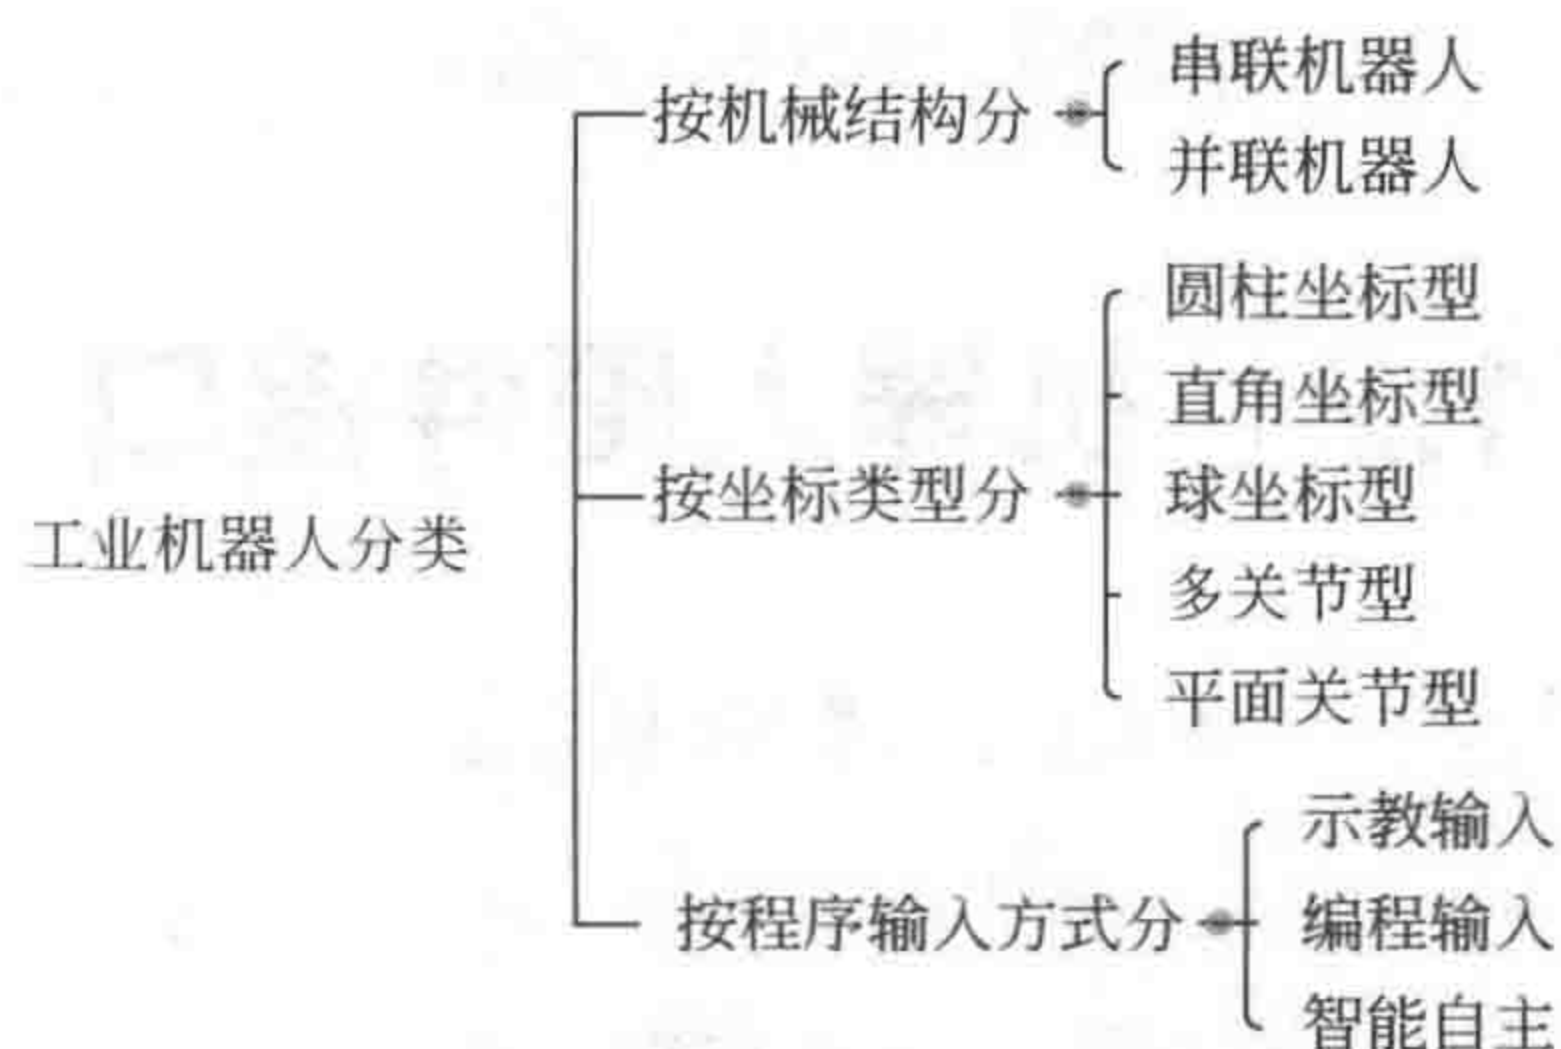 工业机器人分类
按机械结构分
串联机器人
并联机器人
按坐标类型分
圆柱坐标型
直角坐标型
球坐标型
多关节型
平面关节型
按程序输入方式分
示教输入
编程输入
智能自主